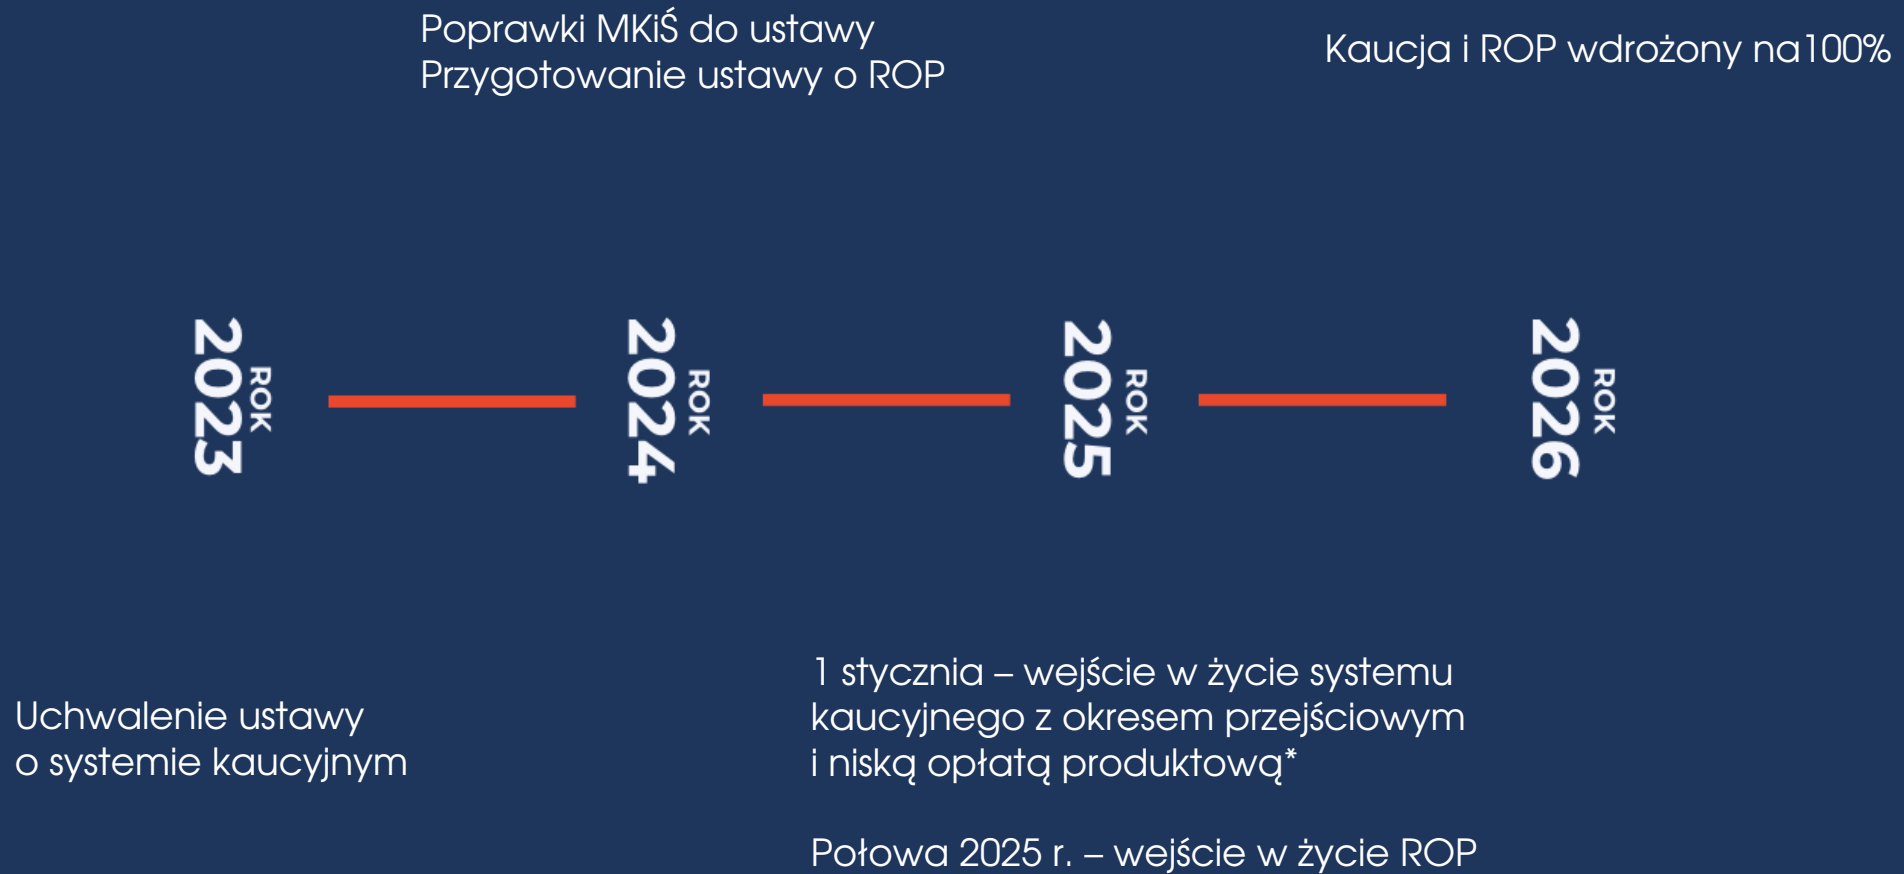 Poprawki MKiŚ do ustawy
Przygotowanie ustawy o ROP
Kaucja i ROP wdrożony na100%
2023
ROK
2024
ROK
2025
ROK
2026
ROK
Uchwalenie ustawy
o systemie kaucyjnym
1 stycznia – wejście w życie systemu
kaucyjnego z okresem przejściowym
i niską opłatą produktową*
Połowa 2025 r. – wejście w życie ROP